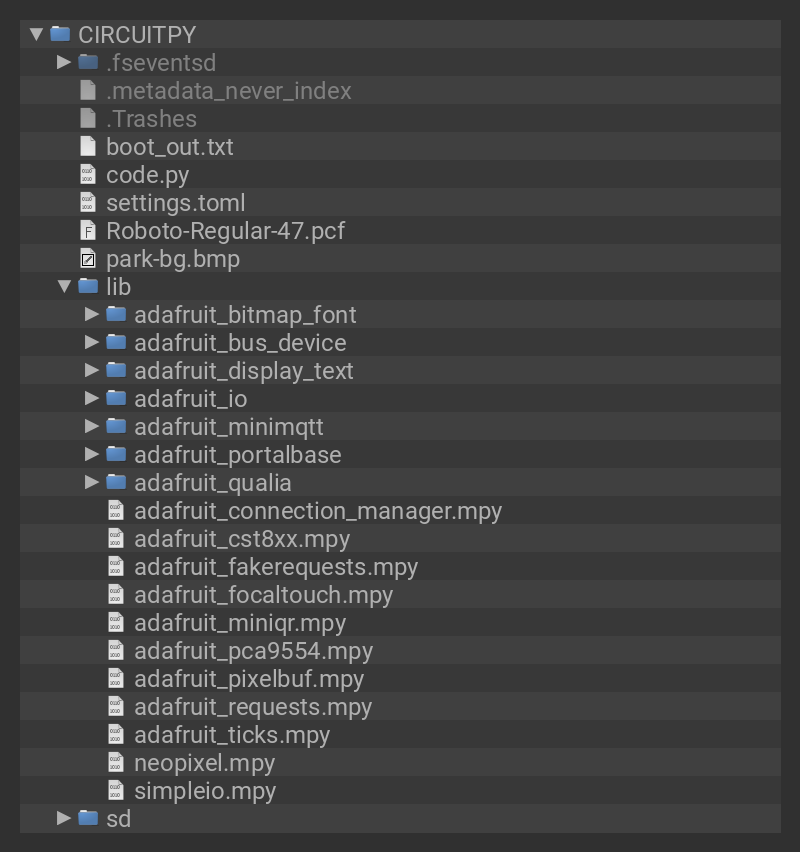 CIRCUITPY
.fseventsd
.metadata_never_index
.Trashes
boot_out.txt
code.py
settings.toml
Roboto-Regular-47.pcf
park-bg.bmp
lib
adafruit_bitmap_font
adafruit_bus_device
adafruit_display_text
adafruit_io
adafruit_minimqtt
adafruit_portalbase
adafruit_qualia
adafruit_connection_manager.mpy
adafruit_cst8xx.mpy
adafruit_fakerequests.mpy
adafruit_focaltouch.mpy
adafruit_miniqr.mpy
adafruit_pca9554.mpy
adafruit_pixelbuf.mpy
adafruit_requests.mpy
adafruit_ticks.mpy
neopixel.mpy
simpleio.mpy
sd